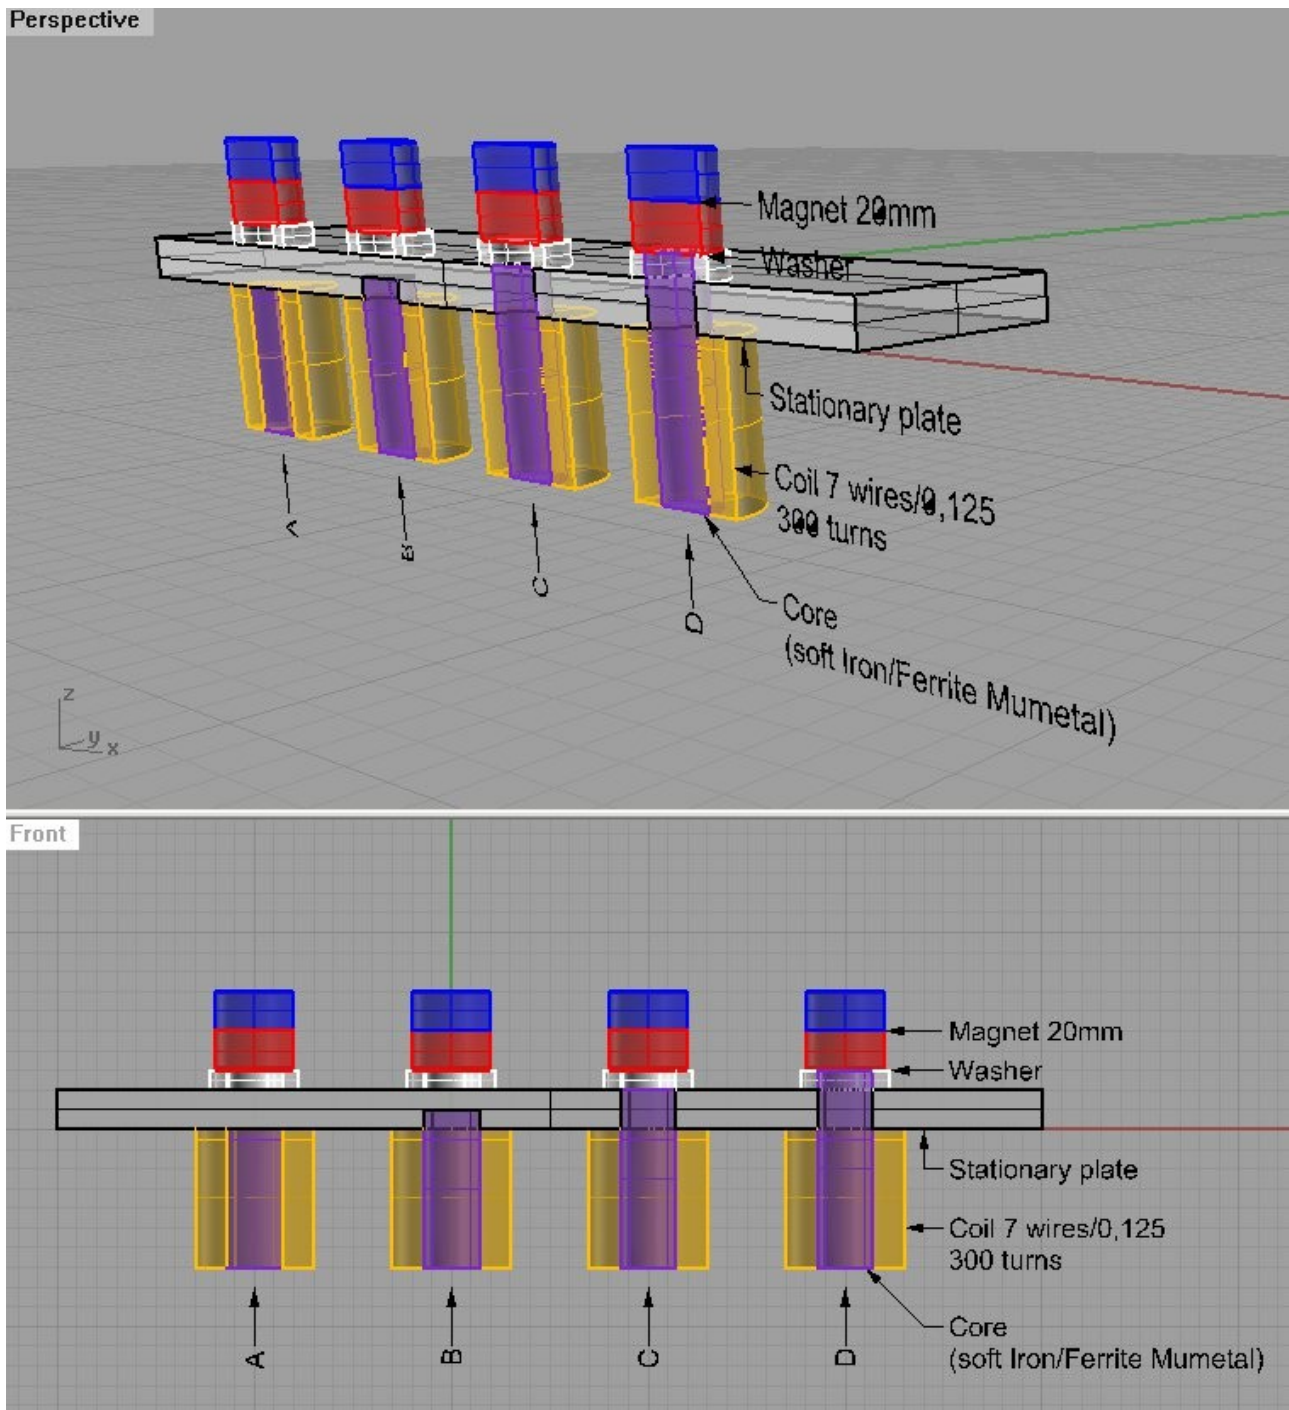 Perspective
Magnet 20mm
Washer
Stationary plate
Coil 7 wires/0,125
300 turns
Core
(soft Iron/Ferrite Mumetal)
A
B
C
D
z
y
x
Front
Magnet 20mm
Washer
Stationary plate
Coil 7 wires/0,125
300 turns
Core
(soft Iron/Ferrite Mumetal)
A
B
C
D